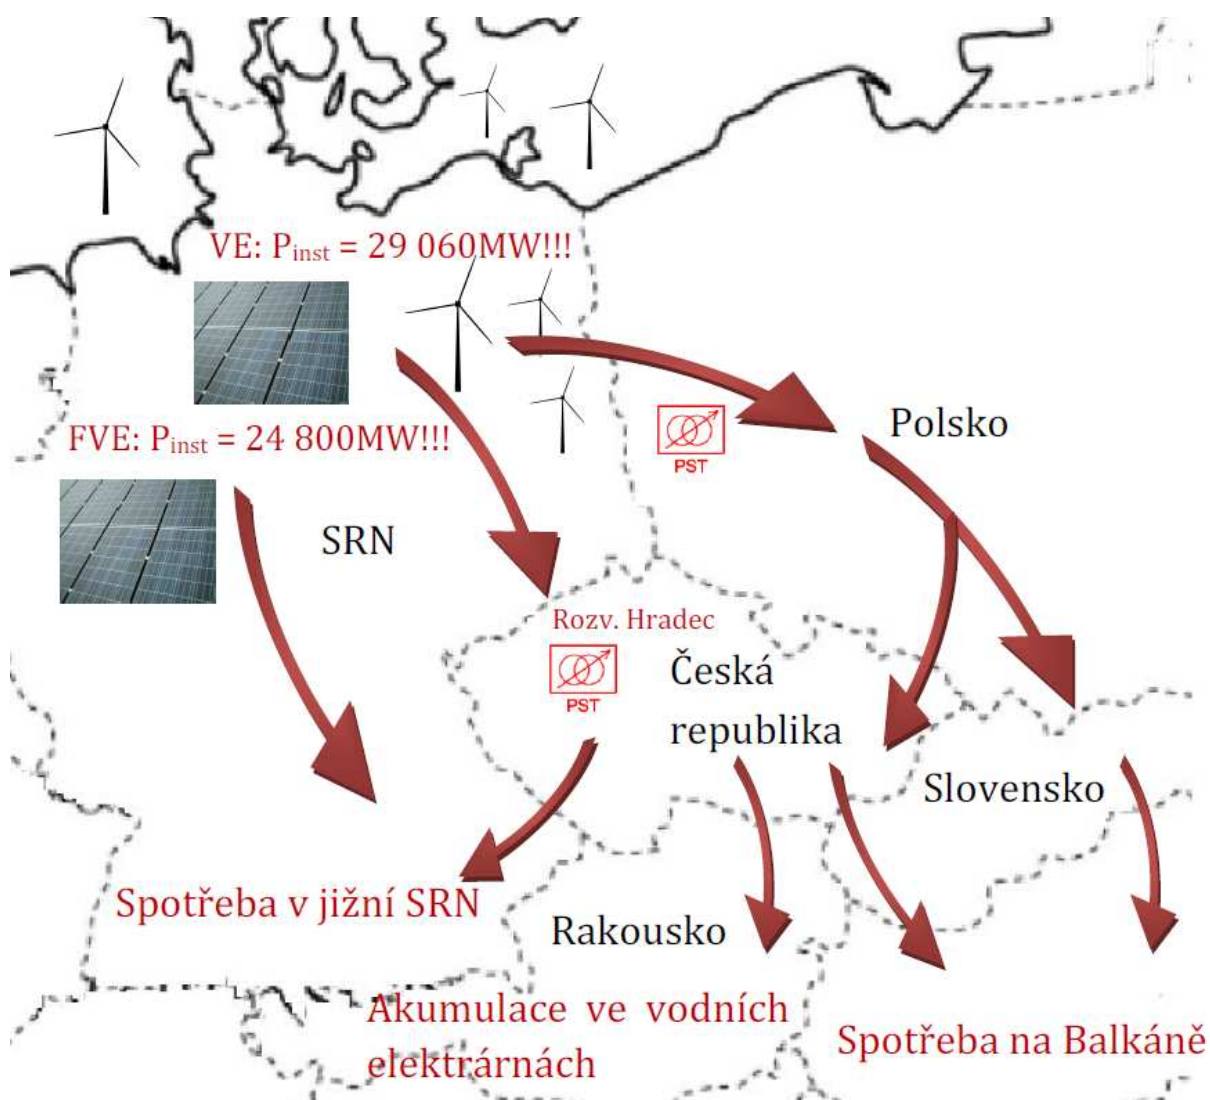 VE: Pinst = 29 060MW!!!
FVE: Pinst = 24 800MW!!!
Polsko
PST
SRN
Rozv. Hradec
PST
Česká
republika
Slovensko
Spotřeba v jižní SRN
Rakousko
Akumulace ve vodních
elektrárnách
Spotřeba na Balkáně